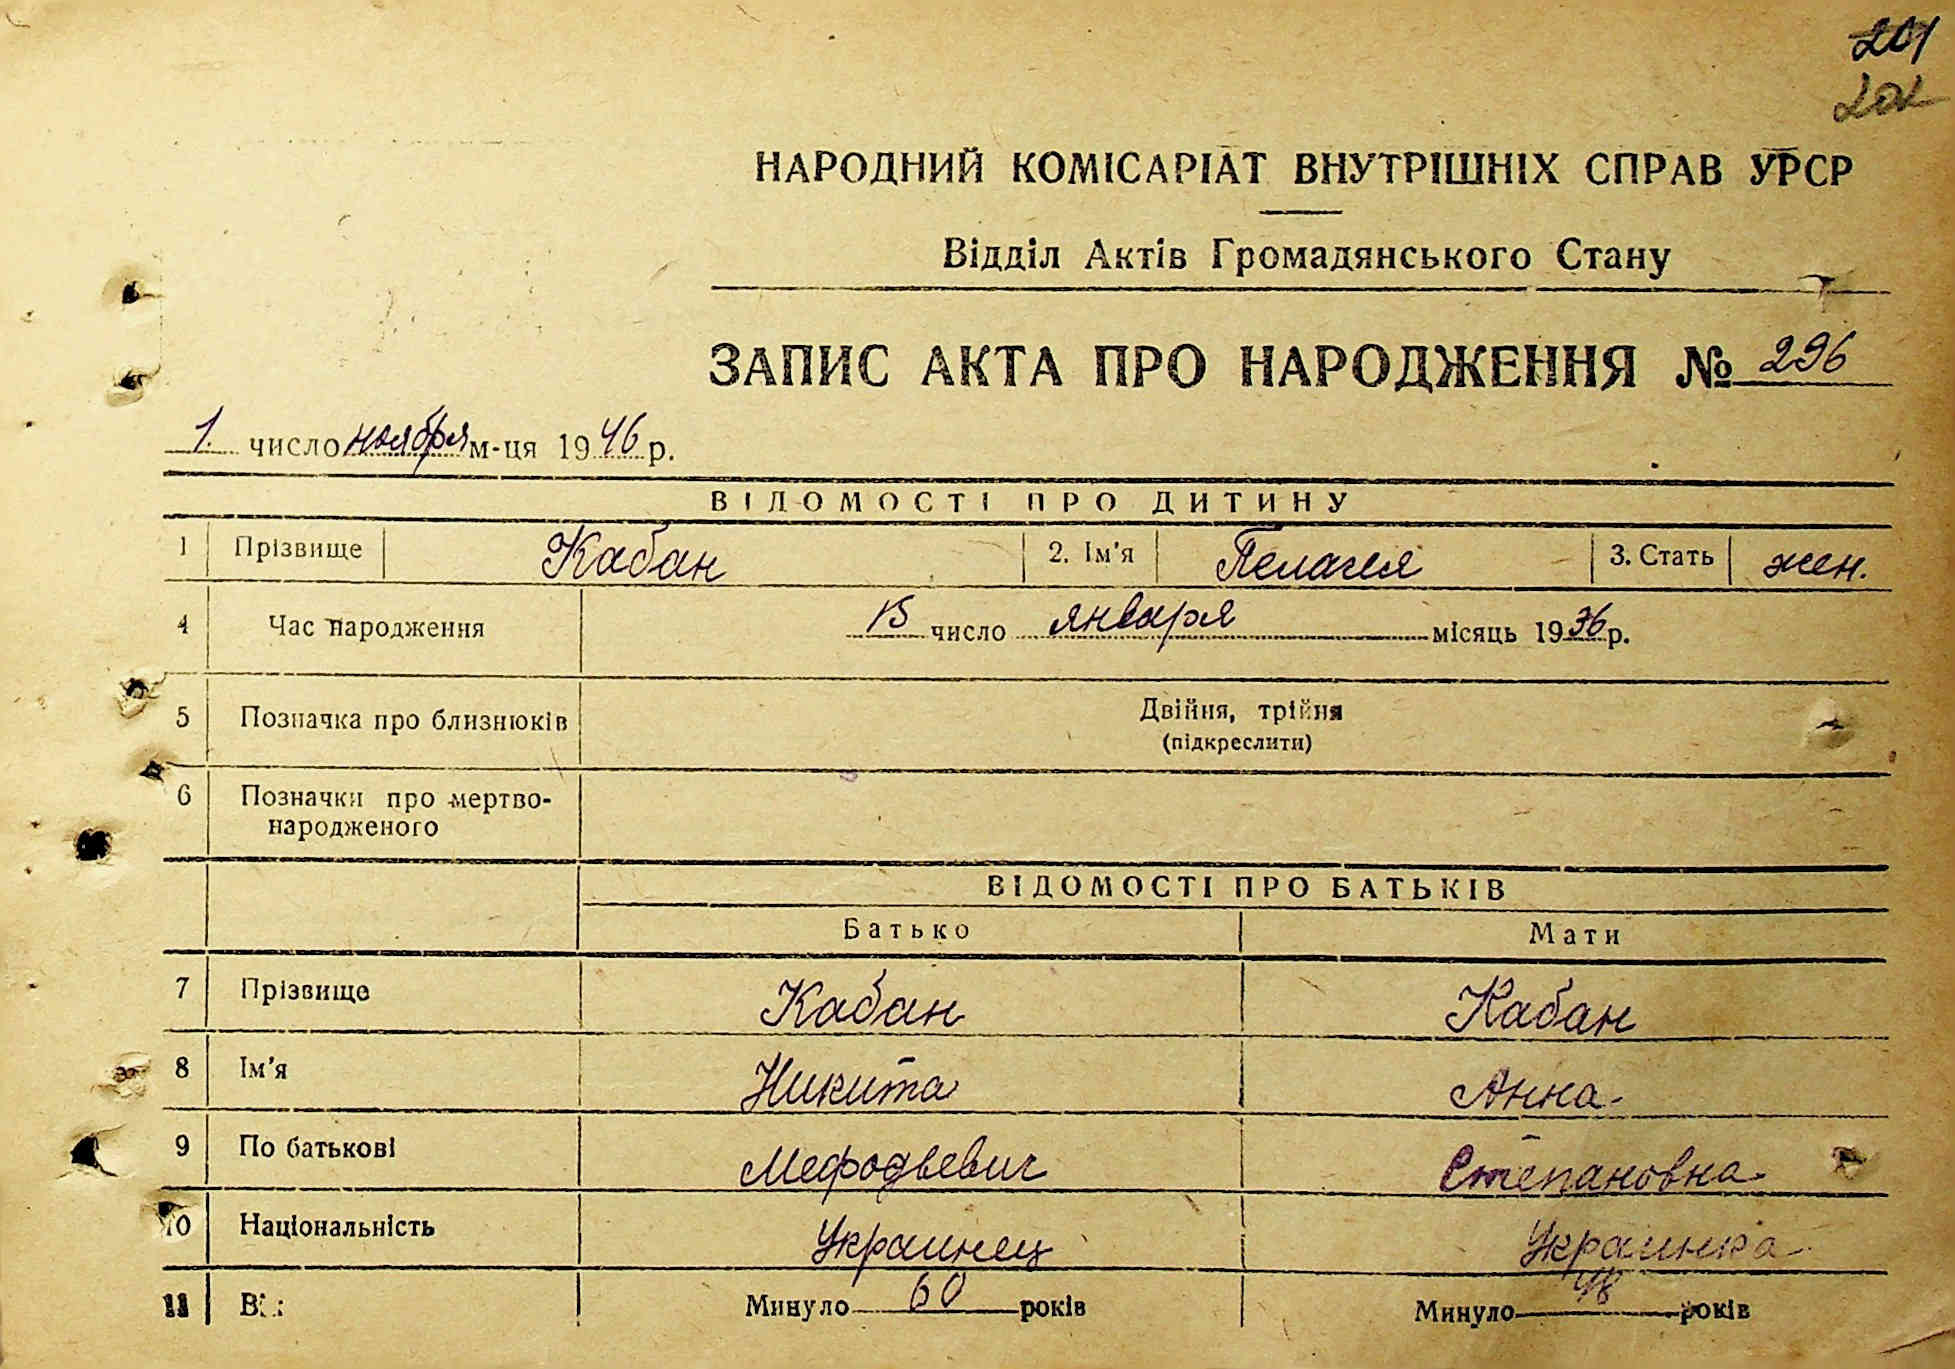 201
202
НАРОДНИЙ КОМІСАРІАТ ВНУТРІШНІХ СПРАВ УРСР
Відділ Актів Громадянського Стану
ЗАПИС АКТА ПРО НАРОДЖЕННЯ № 296
1. число ноября м-ця 1946 р.
ВІДОМОСТІ ПРО ДИТИНУ
1 Прізвище Кабан 2. Ім'я Пелагея 3. Стать жен.
4 Час народження 15 число января місяць 1936 р.
5 Позначка про близнюків Двійня, трійня
(підкреслити)
6 Позначки про мертво-
народженого
ВІДОМОСТІ ПРО БАТЬКІВ
Батько Мати
7 Прізвище Кабан Кабан
8 Ім'я Никита Анна
9 По батькові Мефодьевич Степановна
10 Національність Украинец Украинка
11 Минуло 60 років Минуло 48 років